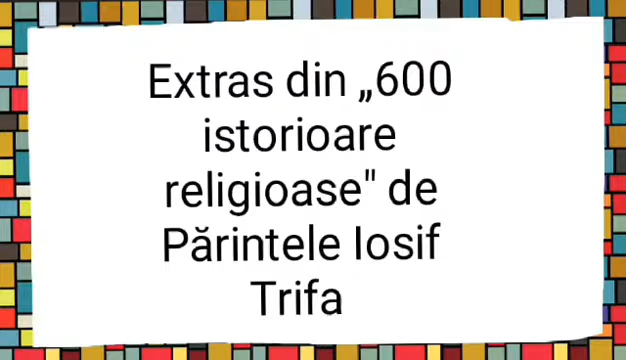 Extras din „600
istorioare
religioase" de
Părintele Iosif
Trifa